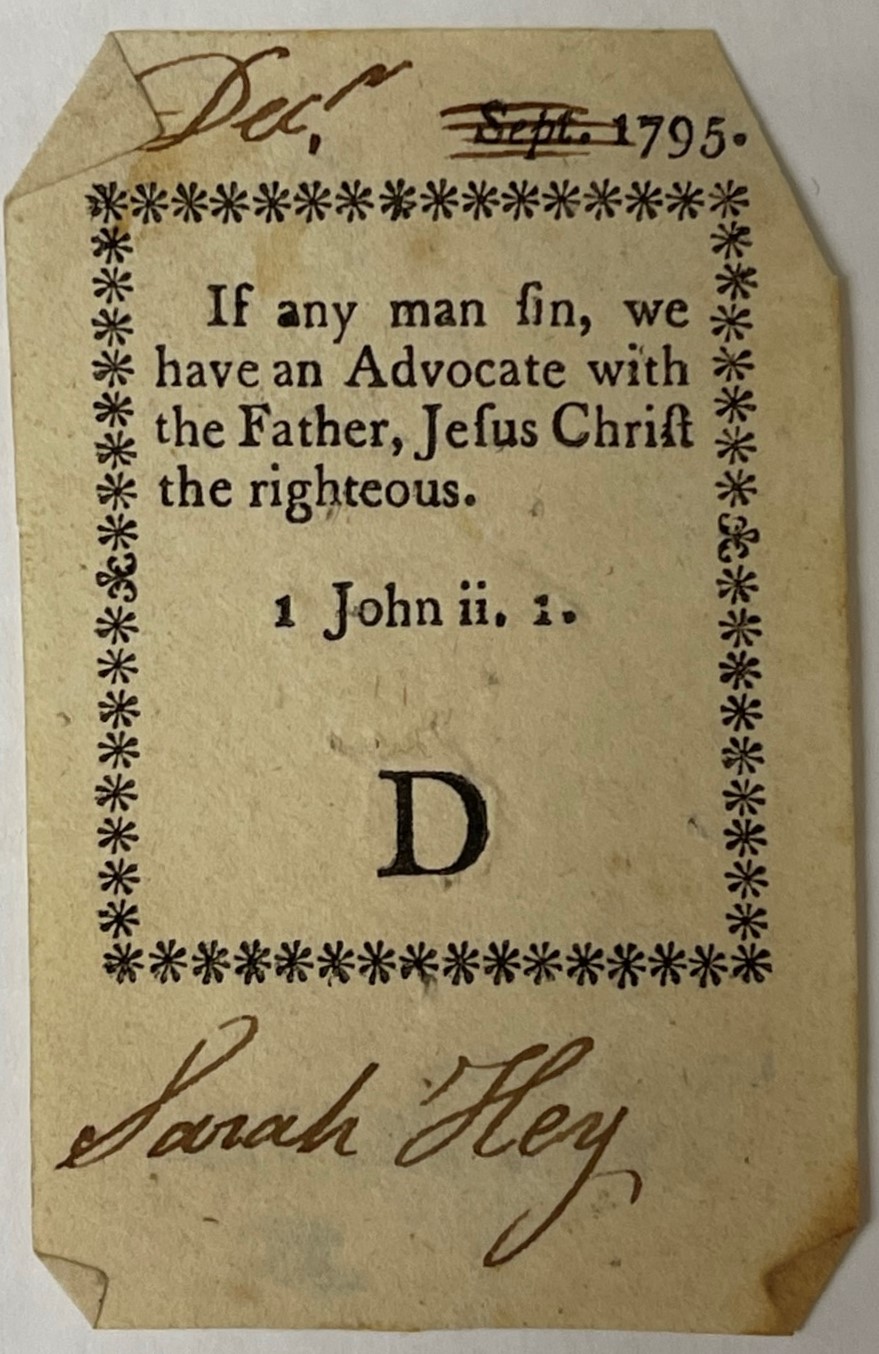 Decr ~~Sept.~~ 1795.
If any man ſin, we
have an Advocate with
the Father, Jeſus Chriſt
the righteous.
1 John ii. 1.
D
Sarah Hey